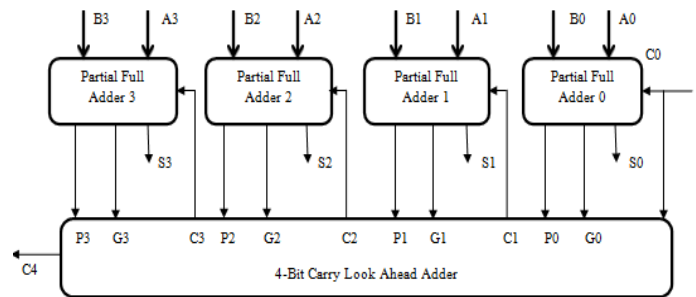 B3 A3 B2 A2 B1 A1 B0 A0
C0
Partial Full Adder 3
Partial Full Adder 2
Partial Full Adder 1
Partial Full Adder 0
S3 S2 S1 S0
P3 G3 C3 P2 G2 C2 P1 G1 C1 P0 G0
C4
4-Bit Carry Look Ahead Adder